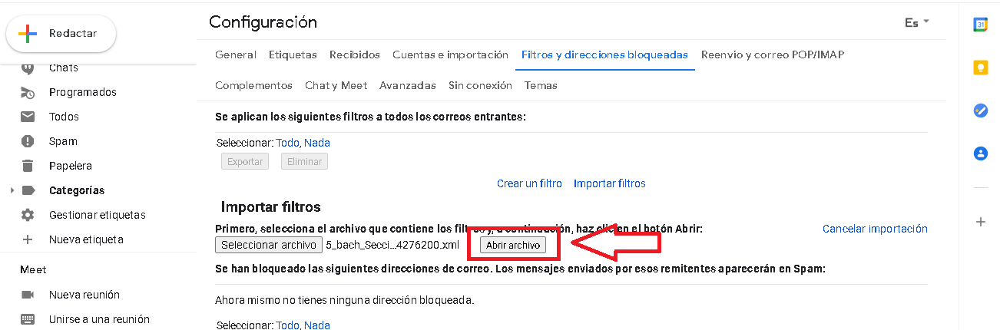 Redactar
Chats
Programados
Todos
Spam
Papelera
Categorías
Gestionar etiquetas
Nueva etiqueta
Meet
Nueva reunión
Unirse a una reunión
Configuración
Es
General Etiquetas Recibidos Cuentas e importación Filtros y direcciones bloqueadas Reenvío y correo POP/IMAP
Complementos Chat y Meet Avanzadas Sin conexión Temas
Se aplican los siguientes filtros a todos los correos entrantes:
Seleccionar: Todo, Nada
Exportar Eliminar
Crear un filtro Importar filtros
Importar filtros
Primero, selecciona el archivo que contiene los filtros y, a continuación, haz clic en el botón Abrir: Cancelar importación
Seleccionar archivo 5_bach_Secci...4276200.xml Abrir archivo
Se han bloqueado las siguientes direcciones de correo. Los mensajes enviados por esos remitentes aparecerán en Spam:
Ahora mismo no tienes ninguna dirección bloqueada.
Seleccionar: Todo, Nada
31